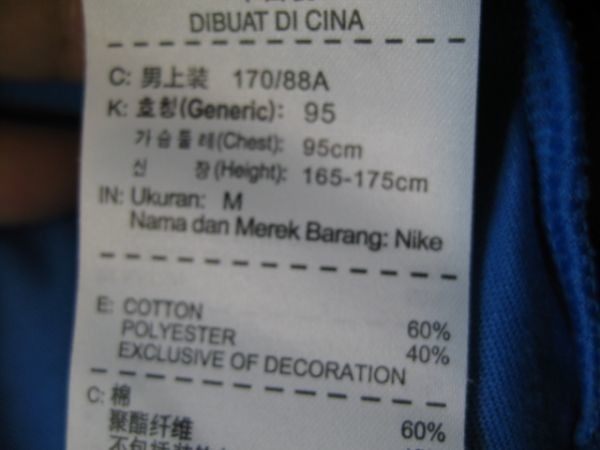 DIBUAT DI CINA
C: 男上装 170/88A
K: 호칭(Generic): 95
가슴둘레(Chest): 95cm
신 장(Height): 165-175cm
IN: Ukuran: M
Nama dan Merek Barang: Nike
E: COTTON 60%
POLYESTER 40%
EXCLUSIVE OF DECORATION
C: 棉 60%
聚酯纤维